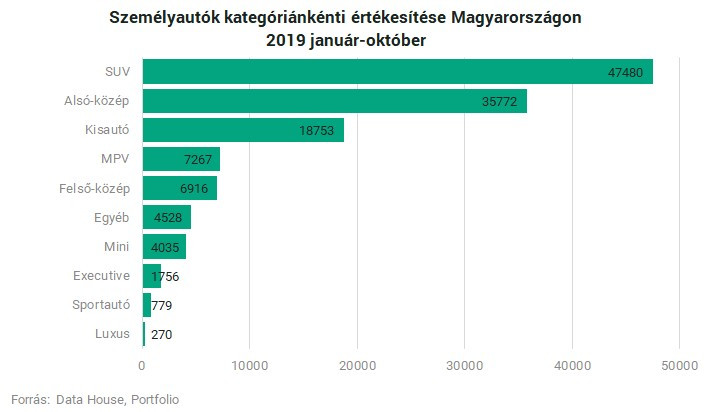 Személyautók kategóriánkénti értékesítése Magyarországon
2019 január-október
SUV 47480
Alsó-közép 35772
Kisautó 18753
MPV 7267
Felső-közép 6916
Egyéb 4528
Mini 4035
Executive 1756
Sportautó 779
Luxus 270
0 10000 20000 30000 40000 50000
Forrás: Data House, Portfolio